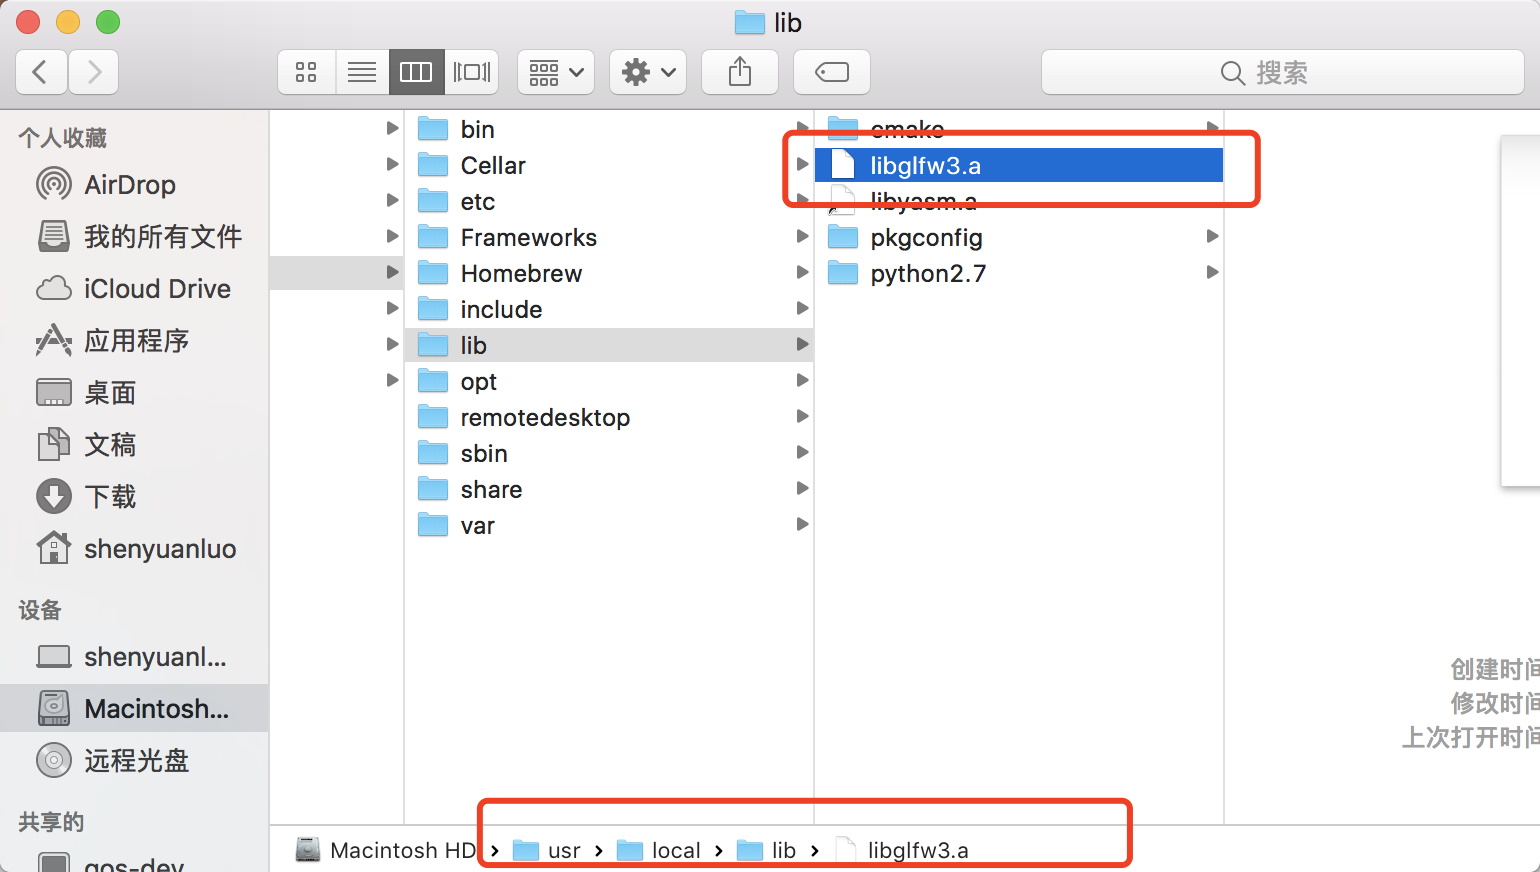 lib
搜索
个人收藏
AirDrop
我的所有文件
iCloud Drive
应用程序
桌面
文稿
下载
shenyuanluo
设备
shenyuanl...
Macintosh...
远程光盘
共享的
qos-dev
bin
Cellar
etc
Frameworks
Homebrew
include
lib
opt
remotedesktop
sbin
share
var
cmake
libglfw3.a
libyasm.a
pkgconfig
python2.7
创建时间
修改时间
上次打开时间
Macintosh HD > usr > local > lib > libglfw3.a